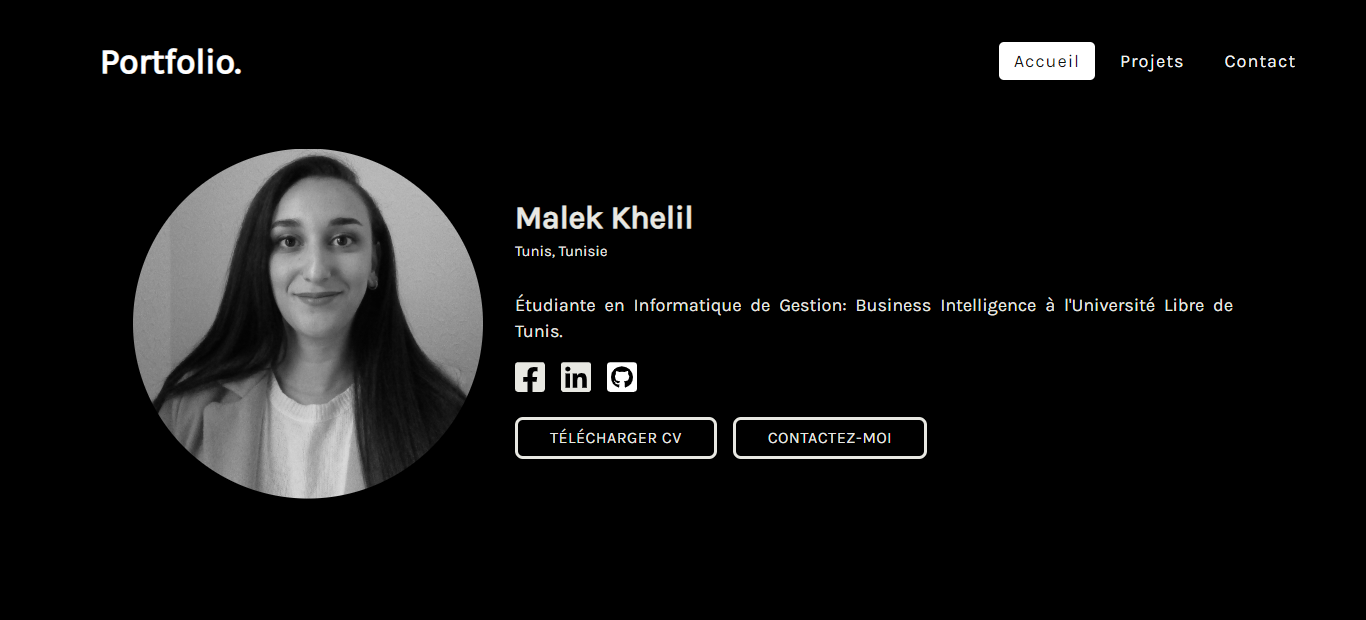 Portfolio.
Accueil
Projets
Contact
Malek Khelil
Tunis, Tunisie
Étudiante en Informatique de Gestion: Business Intelligence à l'Université Libre de
Tunis.
TÉLÉCHARGER CV
CONTACTEZ-MOI